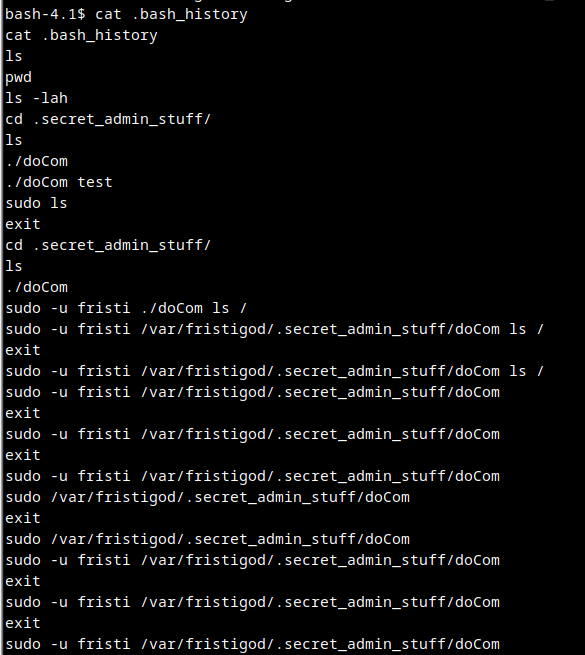 bash-4.1$ cat .bash_history
cat .bash_history
ls
pwd
ls -lah
cd .secret_admin_stuff/
ls
./doCom
./doCom test
sudo ls
exit
cd .secret_admin_stuff/
ls
./doCom
sudo -u fristi ./doCom ls /
sudo -u fristi /var/fristigod/.secret_admin_stuff/doCom ls /
exit
sudo -u fristi /var/fristigod/.secret_admin_stuff/doCom ls /
sudo -u fristi /var/fristigod/.secret_admin_stuff/doCom
exit
sudo -u fristi /var/fristigod/.secret_admin_stuff/doCom
exit
sudo -u fristi /var/fristigod/.secret_admin_stuff/doCom
sudo /var/fristigod/.secret_admin_stuff/doCom
exit
sudo /var/fristigod/.secret_admin_stuff/doCom
sudo -u fristi /var/fristigod/.secret_admin_stuff/doCom
exit
sudo -u fristi /var/fristigod/.secret_admin_stuff/doCom
exit
sudo -u fristi /var/fristigod/.secret_admin_stuff/doCom